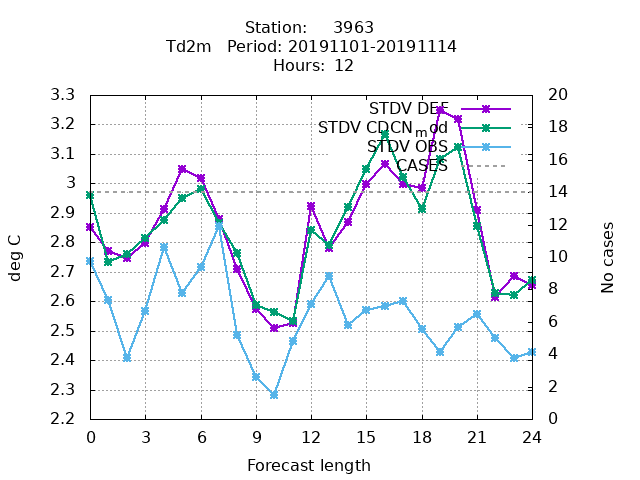 Station: 3963
Td2m Period: 20191101-20191114
Hours: 12
3.3
3.2
3.1
3
2.9
2.8
2.7
2.6
2.5
2.4
2.3
2.2
deg C
STDV DEF
STDV CDCN_mod
STDV OBS
CASES
20
18
16
14
12
10
8
6
4
2
0
No cases
0 3 6 9 12 15 18 21 24
Forecast length